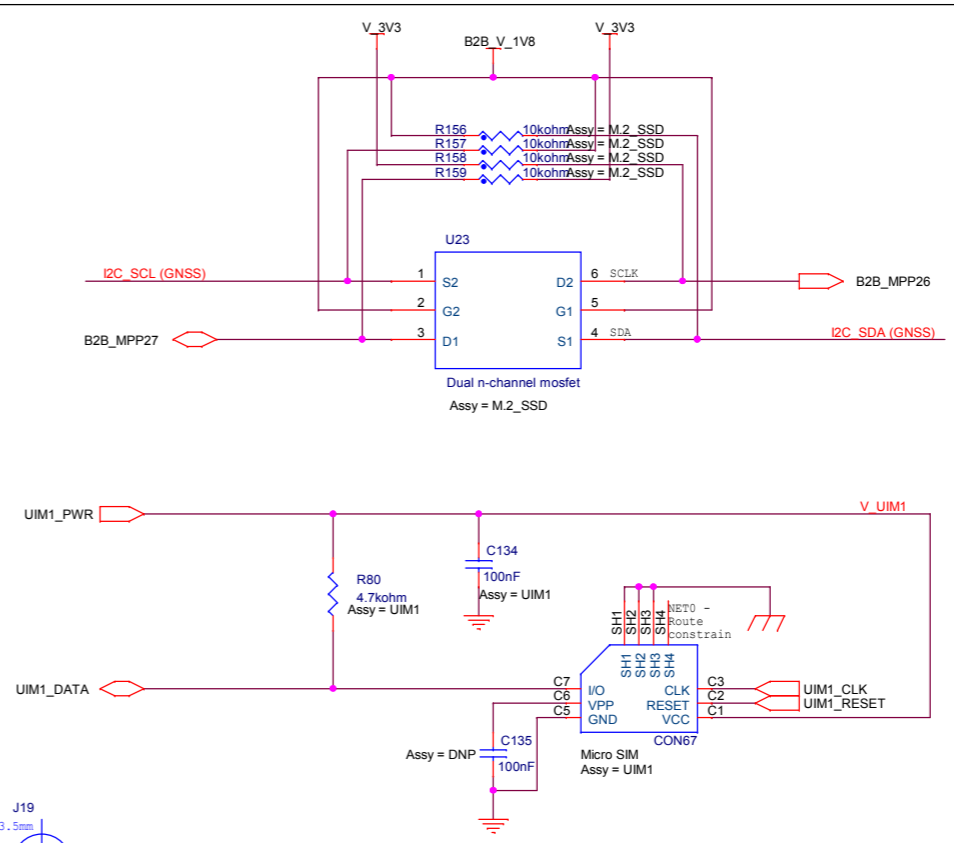 V_3V3
B2B_V_1V8
V_3V3
R156 10kohm Assy = M.2_SSD
R157 10kohm Assy = M.2_SSD
R158 10kohm Assy = M.2_SSD
R159 10kohm Assy = M.2_SSD
U23
I2C_SCL (GNSS) 1 S2 D2 6 SCLK B2B_MPP26
2 G2 G1 5
B2B_MPP27 3 D1 S1 4 SDA I2C_SDA (GNSS)
Dual n-channel mosfet
Assy = M.2_SSD
UIM1_PWR V_UIM1
C134
100nF
Assy = UIM1
R80
4.7kohm
Assy = UIM1
SH1 SH2 SH3 SH4
NET0 -
Route
constrain
SH1 SH2 SH3 SH4
UIM1_DATA C7 I/O CLK C3 UIM1_CLK
C6 VPP RESET C2 UIM1_RESET
C5 GND VCC C1
CON67
Micro SIM
Assy = UIM1
C135
Assy = DNP
100nF
J19
3.5mm